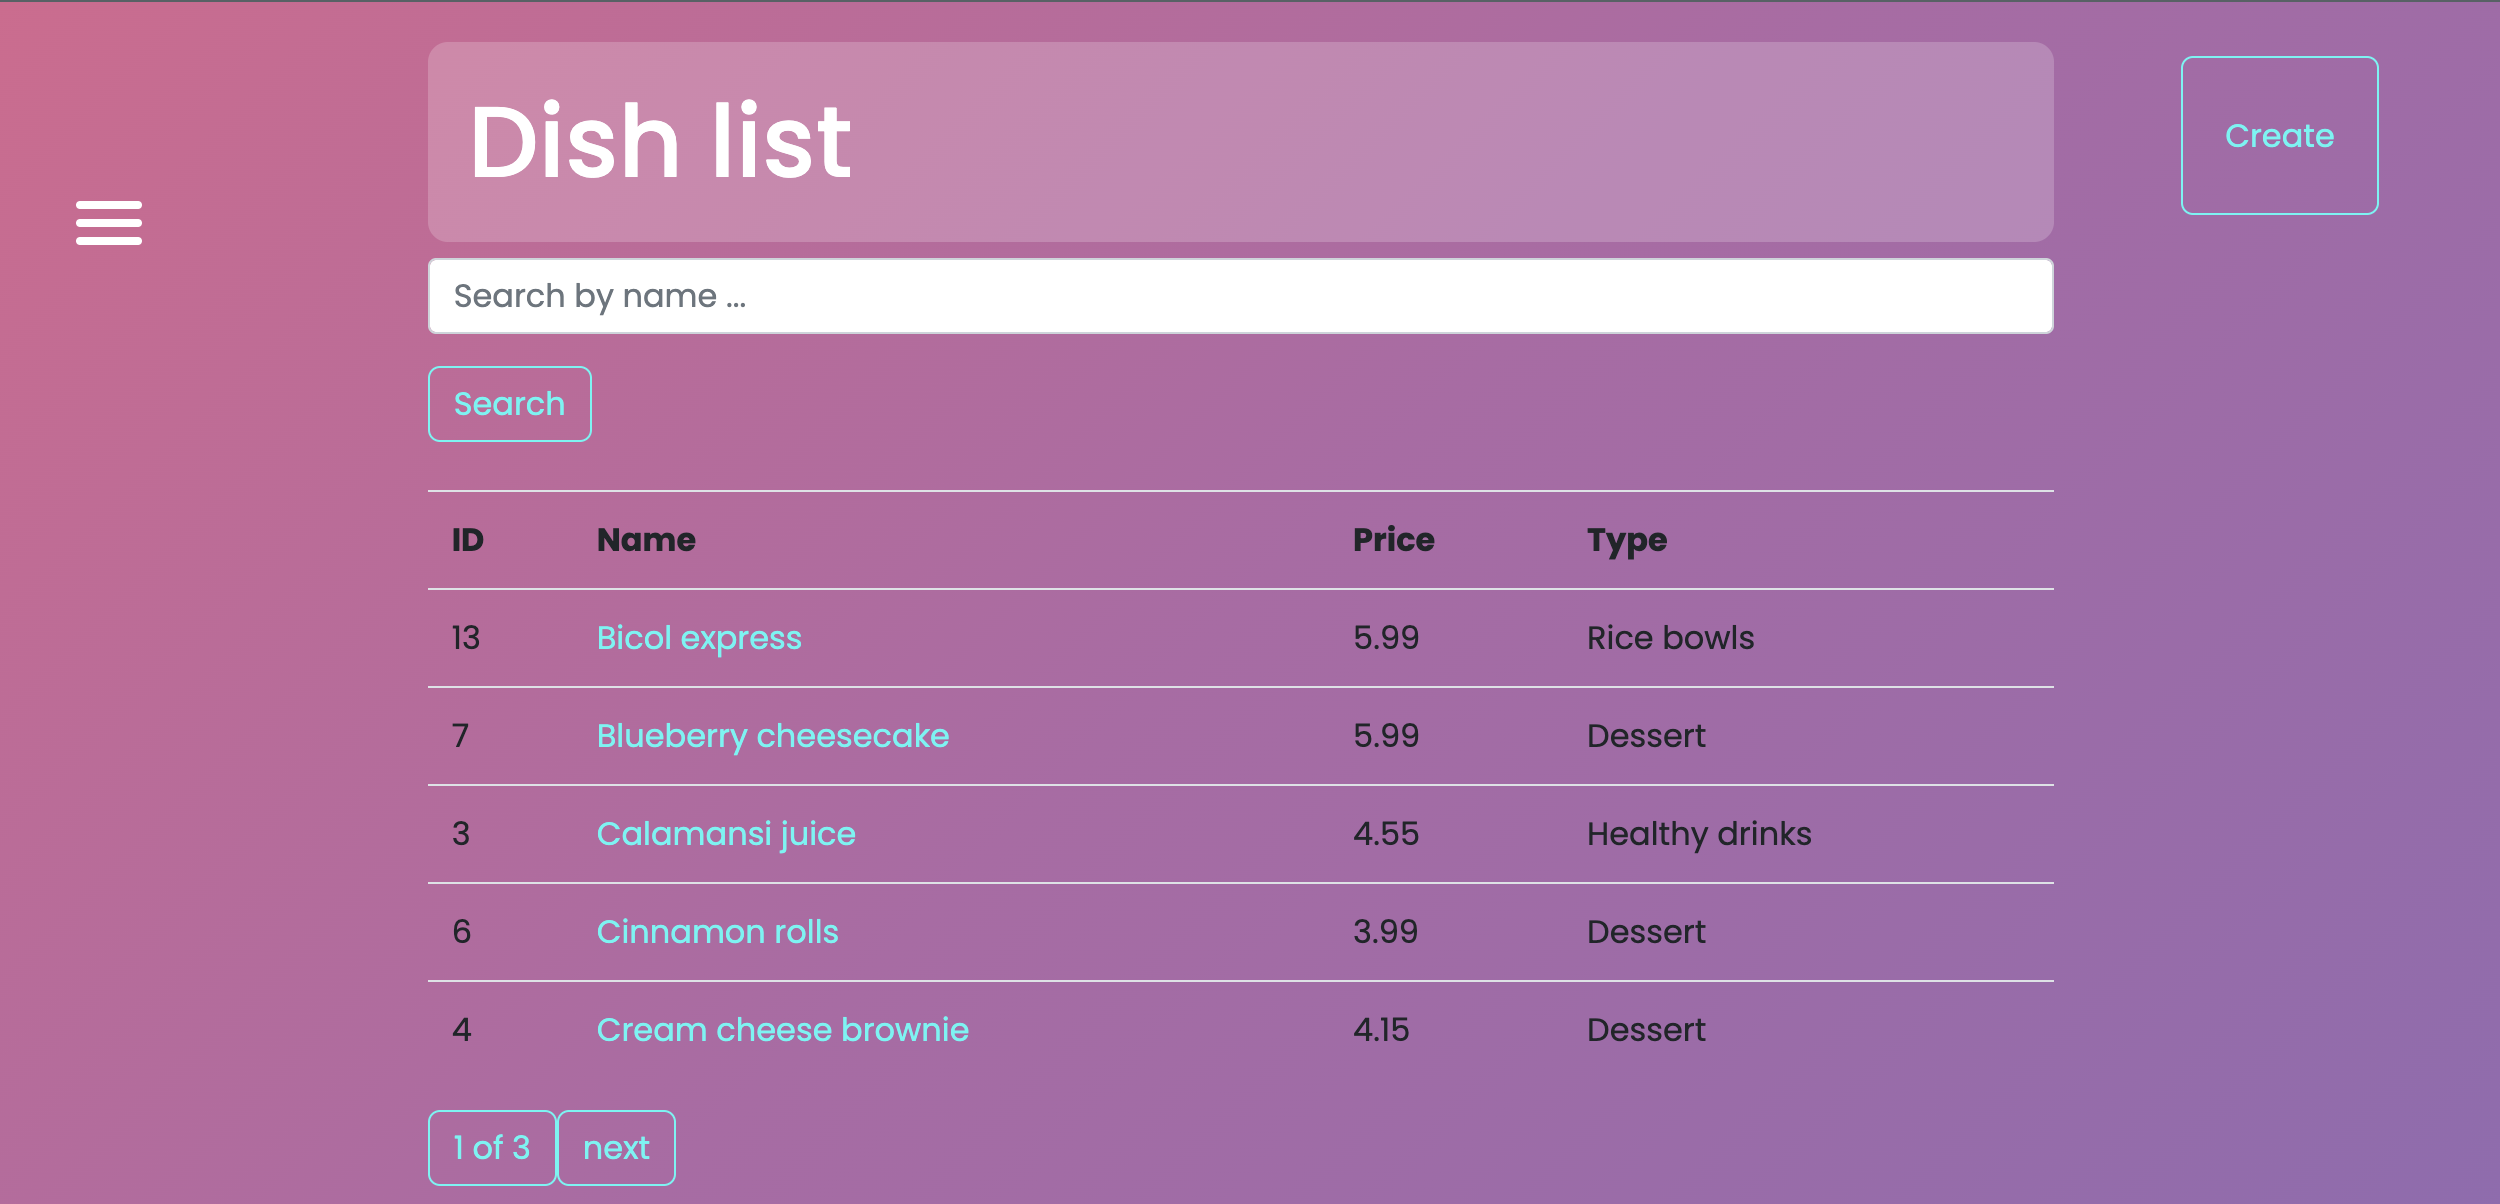 Dish list
Create
Search by name ...
Search
ID Name Price Type
13 Bicol express 5.99 Rice bowls
7 Blueberry cheesecake 5.99 Dessert
3 Calamansi juice 4.55 Healthy drinks
6 Cinnamon rolls 3.99 Dessert
4 Cream cheese brownie 4.15 Dessert
1 of 3 next